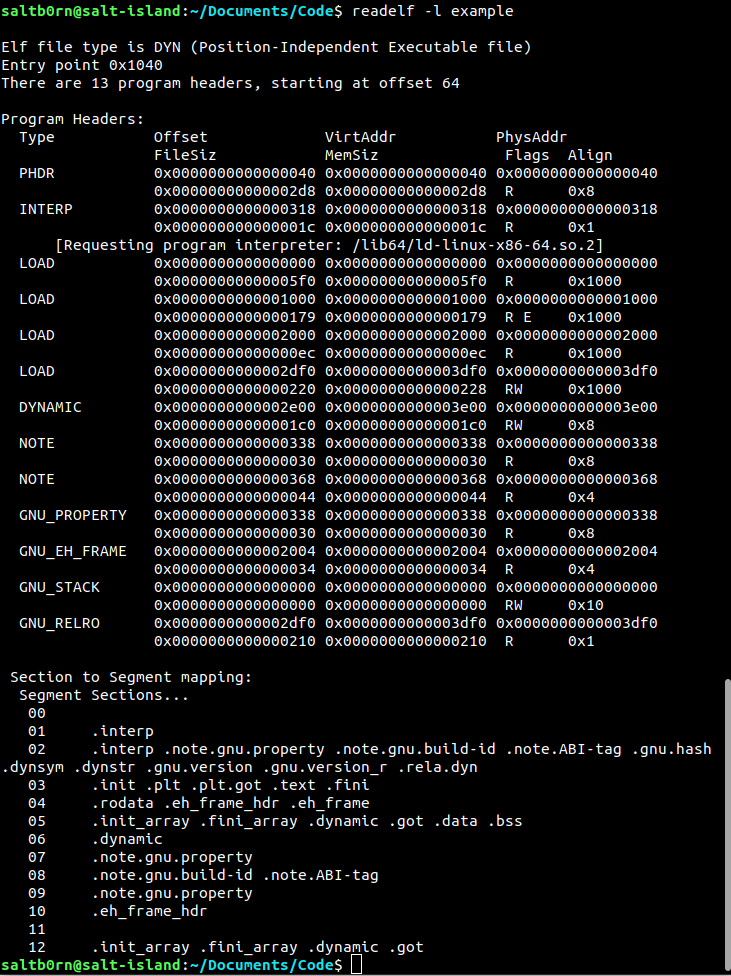 saltb0rn@salt-island:~/Documents/Code$ readelf -l example

Elf file type is DYN (Position-Independent Executable file)
Entry point 0x1040
There are 13 program headers, starting at offset 64

Program Headers:
  Type           Offset             VirtAddr           PhysAddr
                 FileSiz            MemSiz              Flags  Align
  PHDR           0x0000000000000040 0x0000000000000040 0x0000000000000040
                 0x00000000000002d8 0x00000000000002d8  R      0x8
  INTERP         0x0000000000000318 0x0000000000000318 0x0000000000000318
                 0x000000000000001c 0x000000000000001c  R      0x1
      [Requesting program interpreter: /lib64/ld-linux-x86-64.so.2]
  LOAD           0x0000000000000000 0x0000000000000000 0x0000000000000000
                 0x00000000000005f0 0x00000000000005f0  R      0x1000
  LOAD           0x0000000000001000 0x0000000000001000 0x0000000000001000
                 0x0000000000000179 0x0000000000000179  R E    0x1000
  LOAD           0x0000000000002000 0x0000000000002000 0x0000000000002000
                 0x00000000000000ec 0x00000000000000ec  R      0x1000
  LOAD           0x0000000000002df0 0x0000000000003df0 0x0000000000003df0
                 0x0000000000000220 0x0000000000000228  RW     0x1000
  DYNAMIC        0x0000000000002e00 0x0000000000003e00 0x0000000000003e00
                 0x00000000000001c0 0x00000000000001c0  RW     0x8
  NOTE           0x0000000000000338 0x0000000000000338 0x0000000000000338
                 0x0000000000000030 0x0000000000000030  R      0x8
  NOTE           0x0000000000000368 0x0000000000000368 0x0000000000000368
                 0x0000000000000044 0x0000000000000044  R      0x4
  GNU_PROPERTY   0x0000000000000338 0x0000000000000338 0x0000000000000338
                 0x0000000000000030 0x0000000000000030  R      0x8
  GNU_EH_FRAME   0x0000000000002004 0x0000000000002004 0x0000000000002004
                 0x0000000000000034 0x0000000000000034  R      0x4
  GNU_STACK      0x0000000000000000 0x0000000000000000 0x0000000000000000
                 0x0000000000000000 0x0000000000000000  RW     0x10
  GNU_RELRO      0x0000000000002df0 0x0000000000003df0 0x0000000000003df0
                 0x0000000000000210 0x0000000000000210  R      0x1

 Section to Segment mapping:
  Segment Sections...
   00
   01     .interp
   02     .interp .note.gnu.property .note.gnu.build-id .note.ABI-tag .gnu.hash
.dynsym .dynstr .gnu.version .gnu.version_r .rela.dyn
   03     .init .plt .plt.got .text .fini
   04     .rodata .eh_frame_hdr .eh_frame
   05     .init_array .fini_array .dynamic .got .data .bss
   06     .dynamic
   07     .note.gnu.property
   08     .note.gnu.build-id .note.ABI-tag
   09     .note.gnu.property
   10     .eh_frame_hdr
   11
   12     .init_array .fini_array .dynamic .got
saltb0rn@salt-island:~/Documents/Code$